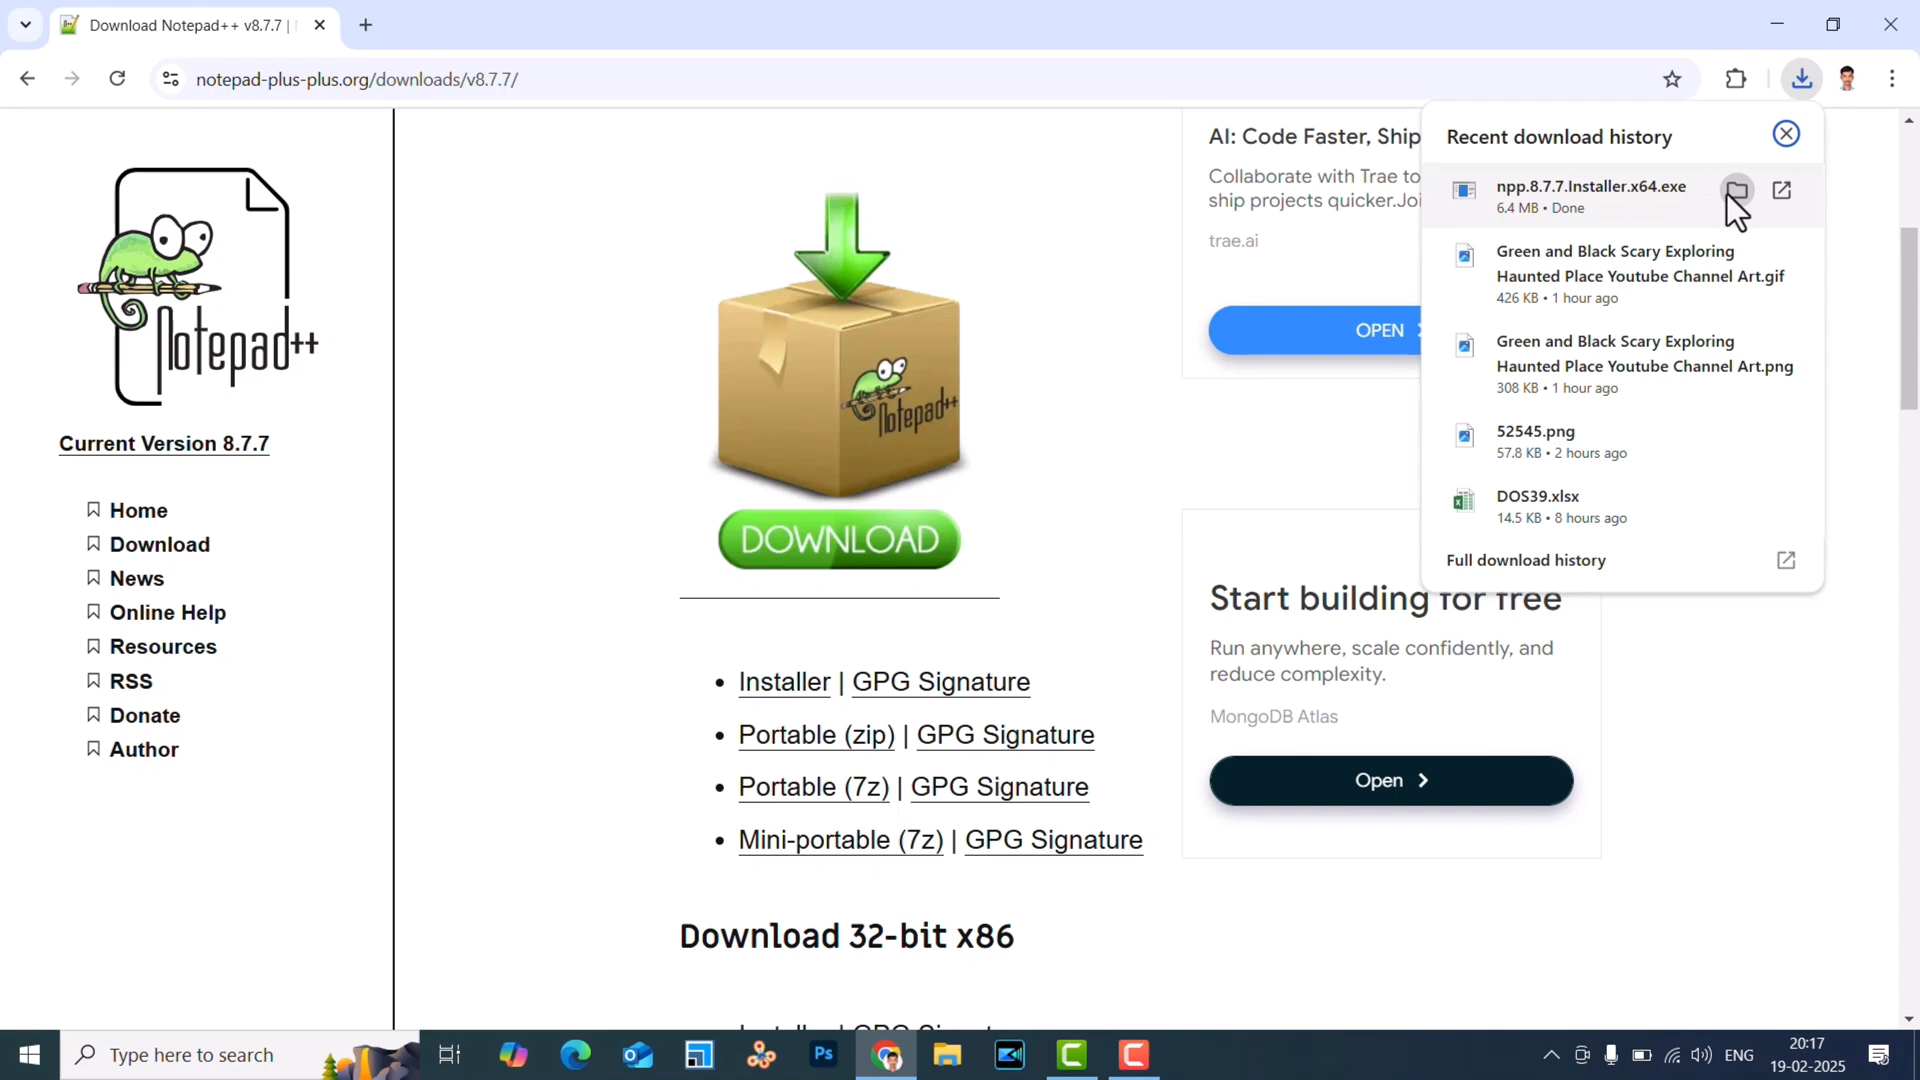 Download Notepad++ v8.7.7 |
notepad-plus-plus.org/downloads/v8.7.7/
Notepad++
Current Version 8.7.7
Home
Download
News
Online Help
Resources
RSS
Donate
Author
Notepad++
DOWNLOAD
Installer | GPG Signature
Portable (zip) | GPG Signature
Portable (7z) | GPG Signature
Mini-portable (7z) | GPG Signature
Download 32-bit x86
AI: Code Faster, Ship
Collaborate with Trae to
ship projects quicker.Joi
trae.ai
OPEN
Start building for free
Run anywhere, scale confidently, and
reduce complexity.
MongoDB Atlas
Open
Recent download history
npp.8.7.7.Installer.x64.exe
6.4 MB • Done
Green and Black Scary Exploring
Haunted Place Youtube Channel Art.gif
426 KB • 1 hour ago
Green and Black Scary Exploring
Haunted Place Youtube Channel Art.png
308 KB • 1 hour ago
52545.png
57.8 KB • 2 hours ago
DOS39.xlsx
14.5 KB • 8 hours ago
Full download history
Type here to search
Ps
ENG
20:17
19-02-2025